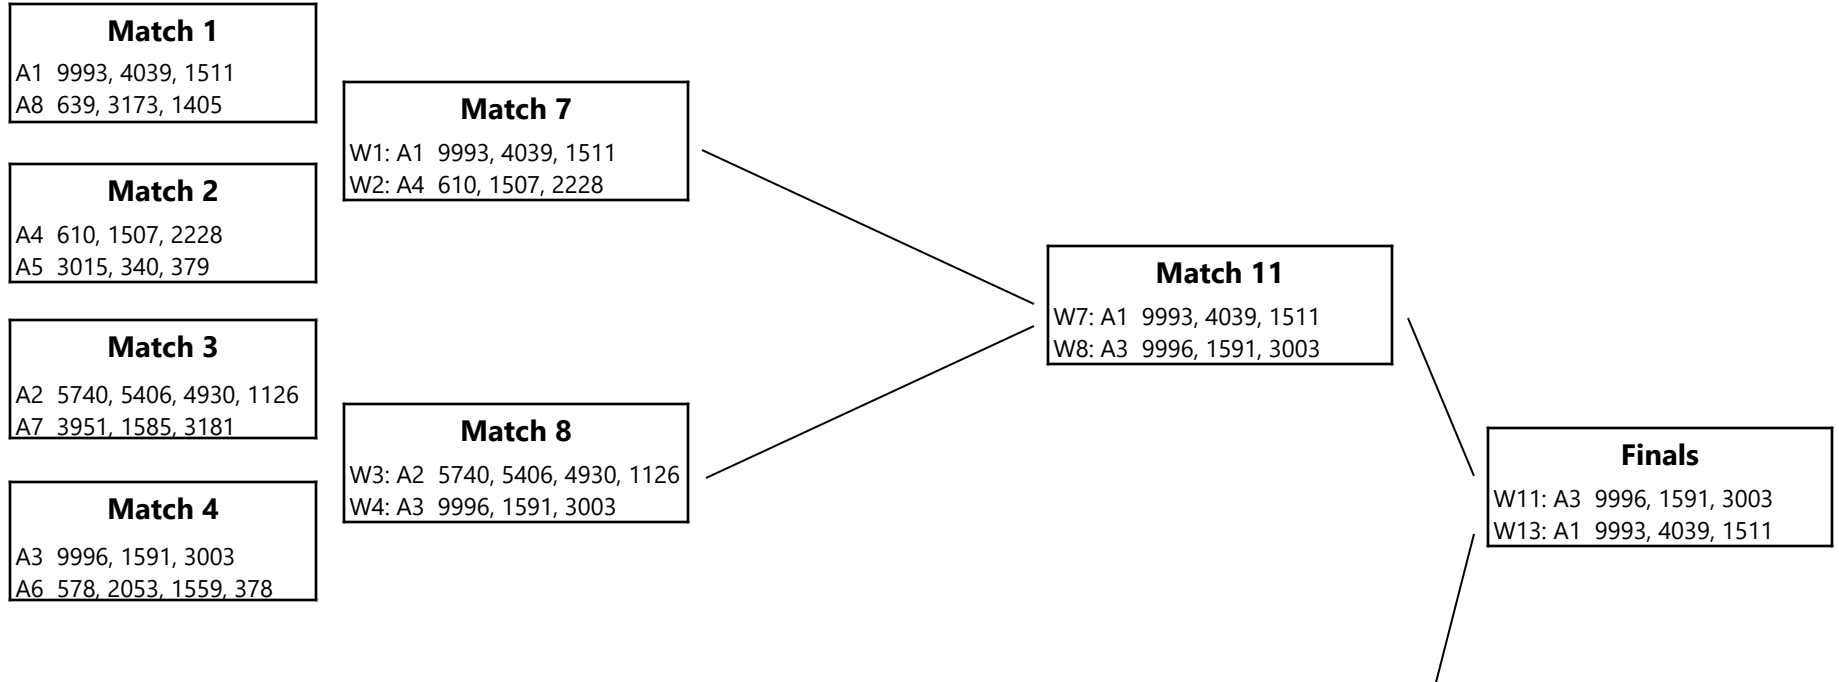 Match 1
A1 9993, 4039, 1511
A8 639, 3173, 1405
Match 2
A4 610, 1507, 2228
A5 3015, 340, 379
Match 3
A2 5740, 5406, 4930, 1126
A7 3951, 1585, 3181
Match 4
A3 9996, 1591, 3003
A6 578, 2053, 1559, 378
Match 7
W1: A1 9993, 4039, 1511
W2: A4 610, 1507, 2228
Match 8
W3: A2 5740, 5406, 4930, 1126
W4: A3 9996, 1591, 3003
Match 11
W7: A1 9993, 4039, 1511
W8: A3 9996, 1591, 3003
Finals
W11: A3 9996, 1591, 3003
W13: A1 9993, 4039, 1511